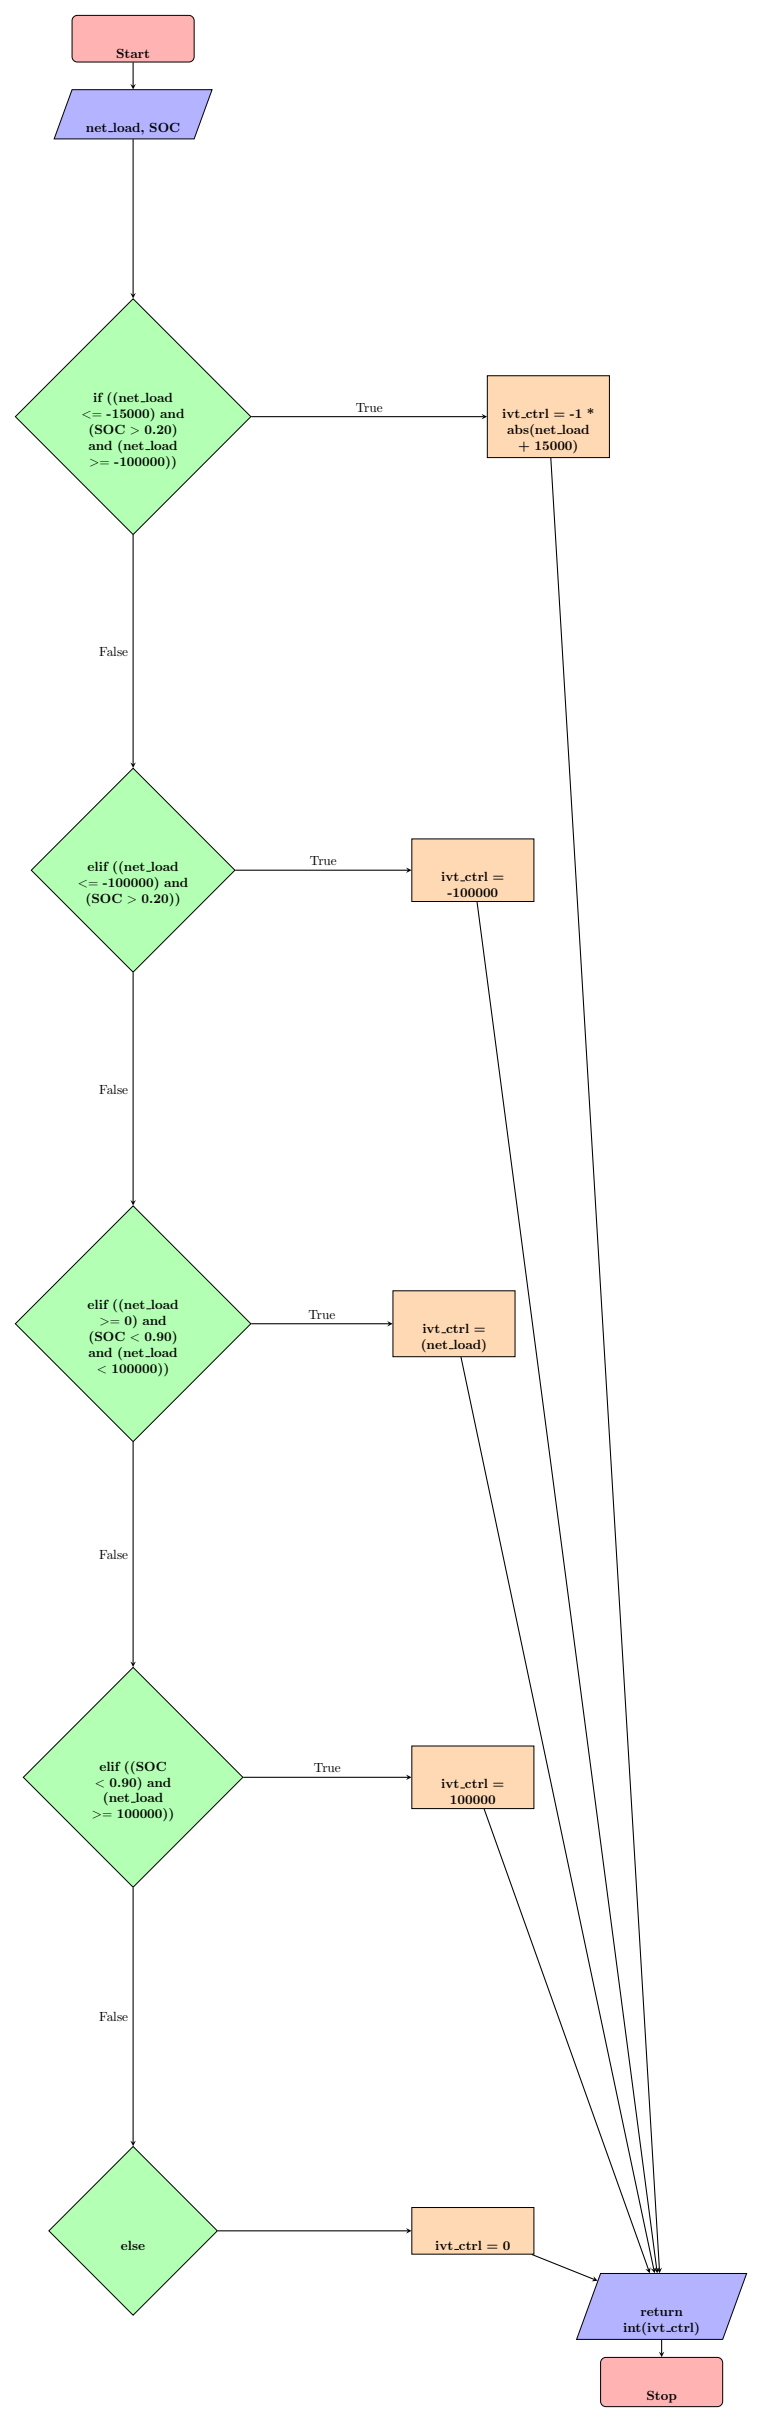 Start
net_load, SOC
if ((net_load
<= -15000) and
(SOC > 0.20)
and (net_load
>= -100000))
True
ivt_ctrl = -1 *
abs(net_load
+ 15000)
False
elif ((net_load
<= -100000) and
(SOC > 0.20))
True
ivt_ctrl =
-100000
False
elif ((net_load
>= 0) and
(SOC < 0.90)
and (net_load
< 100000))
True
ivt_ctrl =
(net_load)
False
elif ((SOC
< 0.90) and
(net_load
>= 100000))
True
ivt_ctrl =
100000
False
else
ivt_ctrl = 0
return
int(ivt_ctrl)
Stop